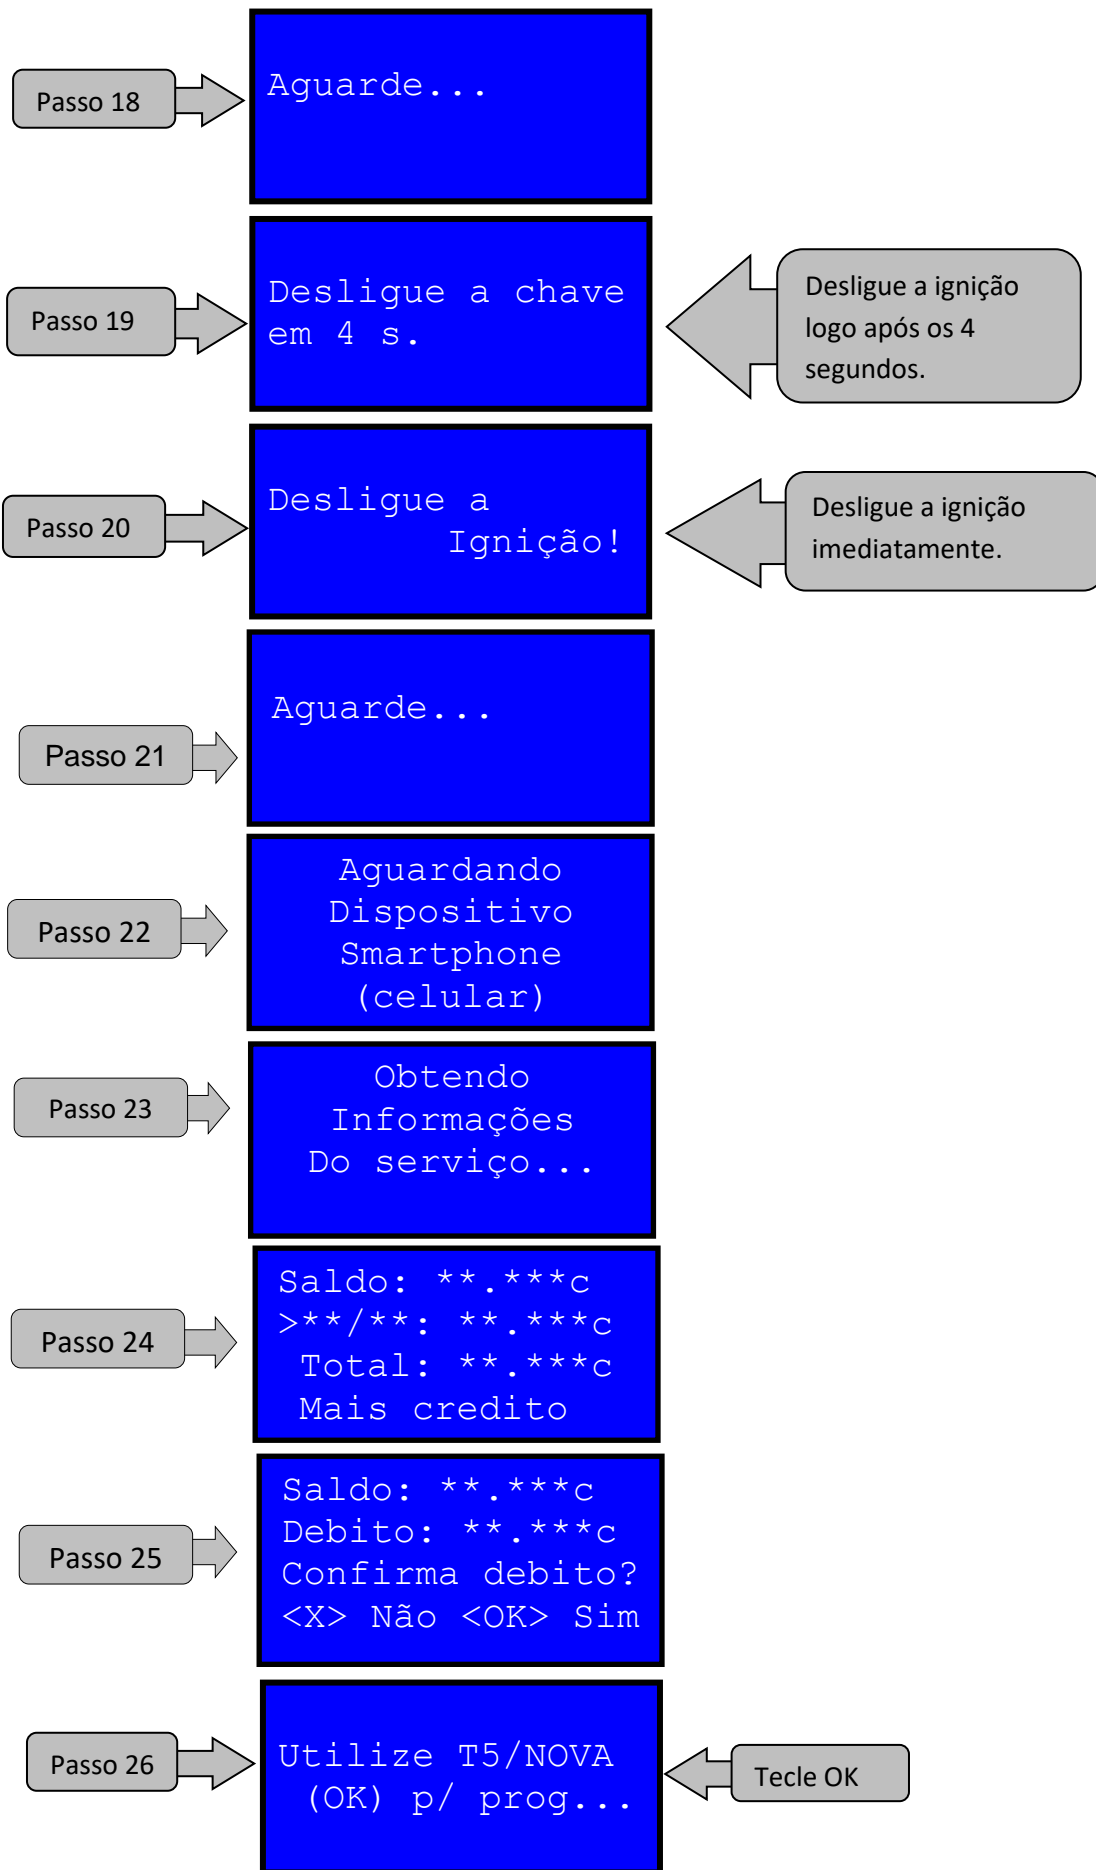 Passo 18
Aguarde...
Passo 19
Desligue a chave
em 4 s.
Desligue a ignição
logo após os 4
segundos.
Passo 20
Desligue a
Ignição!
Desligue a ignição
imediatamente.
Passo 21
Aguarde...
Passo 22
Aguardando
Dispositivo
Smartphone
(celular)
Passo 23
Obtendo
Informações
Do serviço...
Passo 24
Saldo: **.***c
>**/**: **.***c
Total: **.***c
Mais credito
Passo 25
Saldo: **.***c
Debito: **.***c
Confirma debito?
<X> Não <OK> Sim
Passo 26
Utilize T5/NOVA
(OK) p/ prog...
Tecle OK